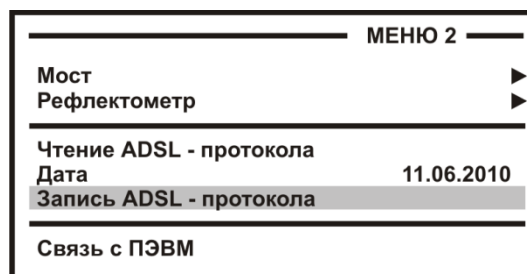 МЕНЮ 2
Мост ▶
Рефлектометр ▶
Чтение ADSL - протокола
Дата 11.06.2010
Запись ADSL - протокола
Связь с ПЭВМ